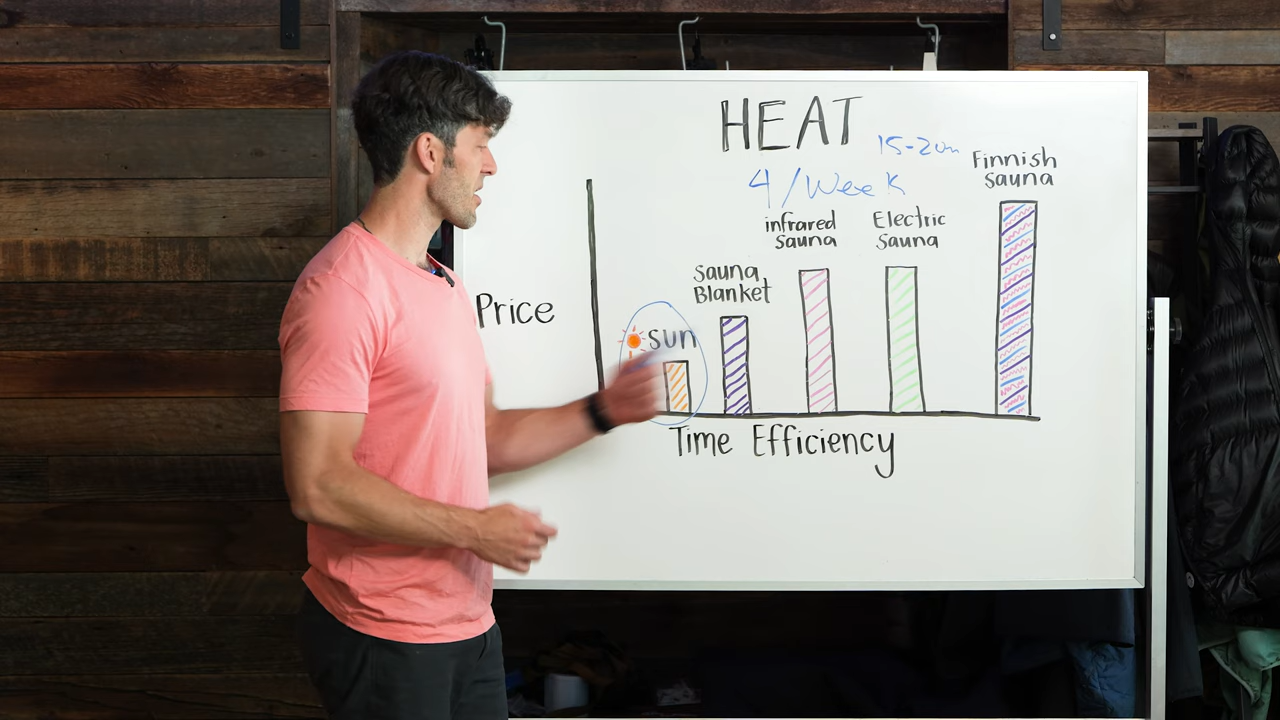 HEAT
15-20m
4/Week
Finnish
Sauna
infrared
Sauna
Electric
Sauna
Sauna
Blanket
Price
sun
Time Efficiency